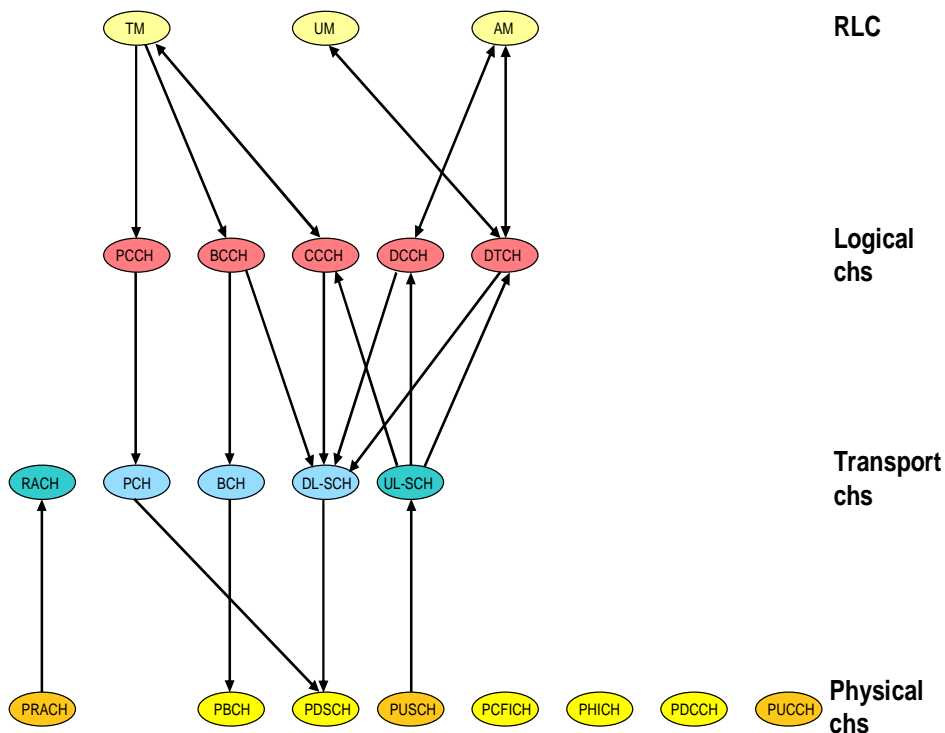 TM UM AM RLC
PCCH BCCH CCCH DCCH DTCH Logical
chs
RACH PCH BCH DL-SCH UL-SCH Transport
chs
PRACH PBCH PDSCH PUSCH PCFICH PHICH PDCCH PUCCH Physical
chs